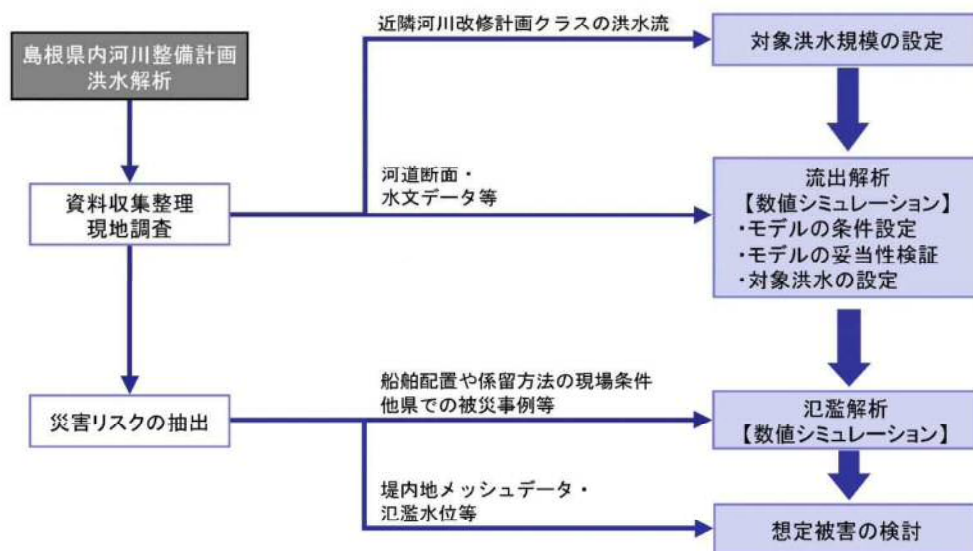 島根県内河川整備計画
洪水解析
近隣河川改修計画クラスの洪水流
対象洪水規模の設定
資料収集整理
現地調査
河道断面・
水文データ等
流出解析
【数値シミュレーション】
・モデルの条件設定
・モデルの妥当性検証
・対象洪水の設定
災害リスクの抽出
船舶配置や係留方法の現場条件
他県での被災事例等
氾濫解析
【数値シミュレーション】
堤内地メッシュデータ・
氾濫水位等
想定被害の検討